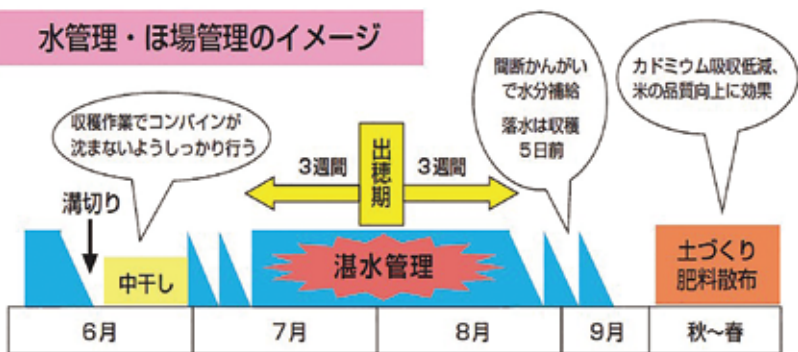 水管理・ほ場管理のイメージ
収穫作業でコンバインが
沈まないようしっかり行う
間断かんがい
で水分補給
落水は収穫
5日前
カドミウム吸収低減、
米の品質向上に効果
3週間
出穂期
3週間
溝切り
中干し
湛水管理
土づくり
肥料散布
6月
7月
8月
9月
秋～春